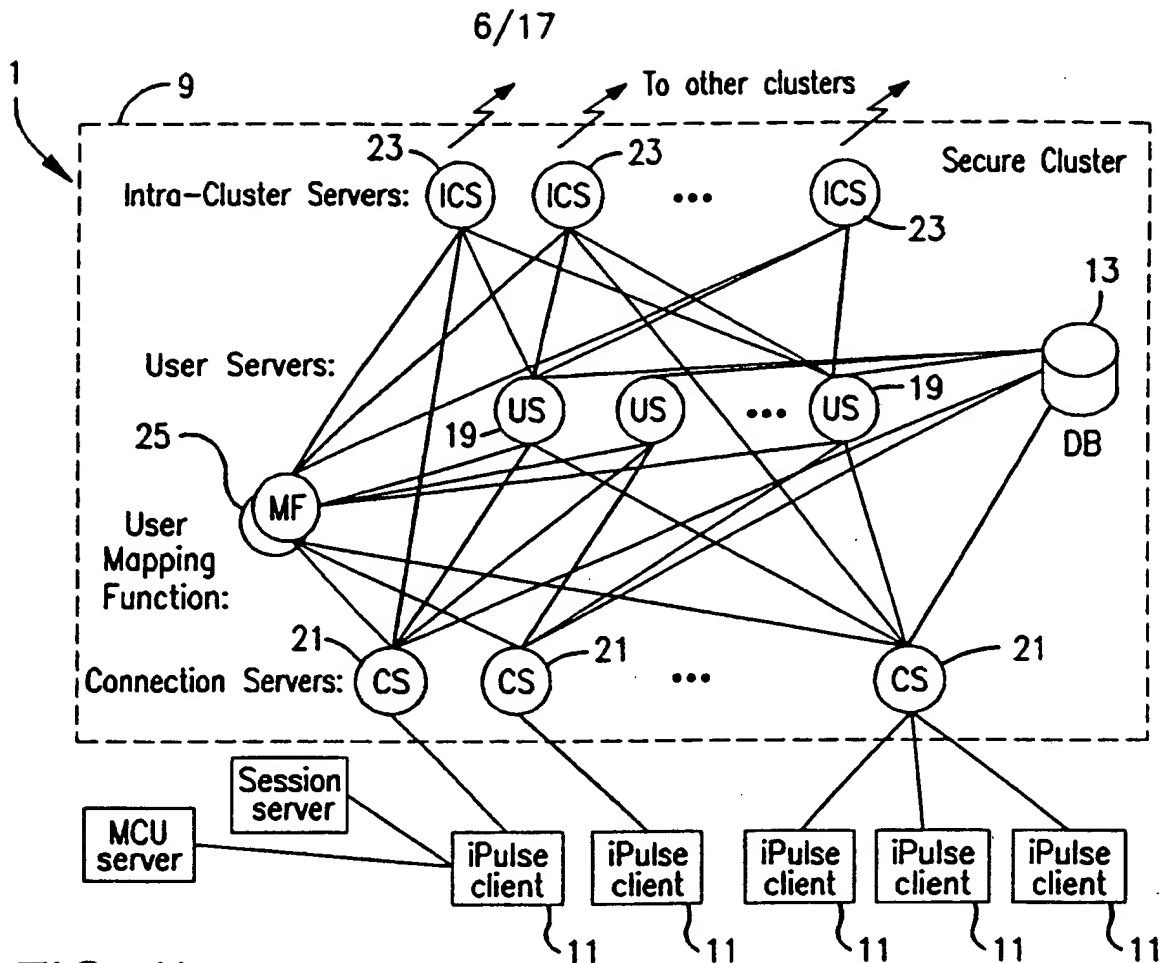 6/17
1
9
To other clusters
23
23
Secure Cluster
Intra-Cluster Servers:
ICS
ICS
...
ICS
23
13
User Servers:
US
US
...
US
19
19
DB
25
MF
User
Mapping
Function:
21
21
21
Connection Servers:
CS
CS
...
CS
Session
server
MCU
server
iPulse
client
iPulse
client
iPulse
client
iPulse
client
iPulse
client
11
11
11
11
11